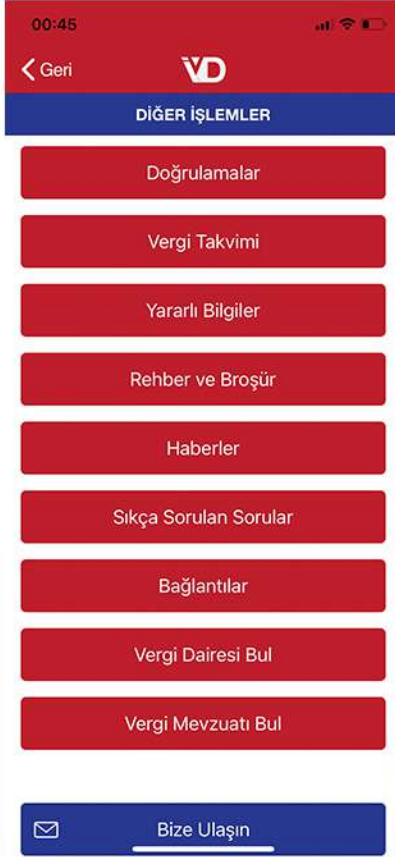 00:45
Geri
VD
DİĞER İŞLEMLER
Doğrulamalar
Vergi Takvimi
Yararlı Bilgiler
Rehber ve Broşür
Haberler
Sıkça Sorulan Sorular
Bağlantılar
Vergi Dairesi Bul
Vergi Mevzuatı Bul
Bize Ulaşın